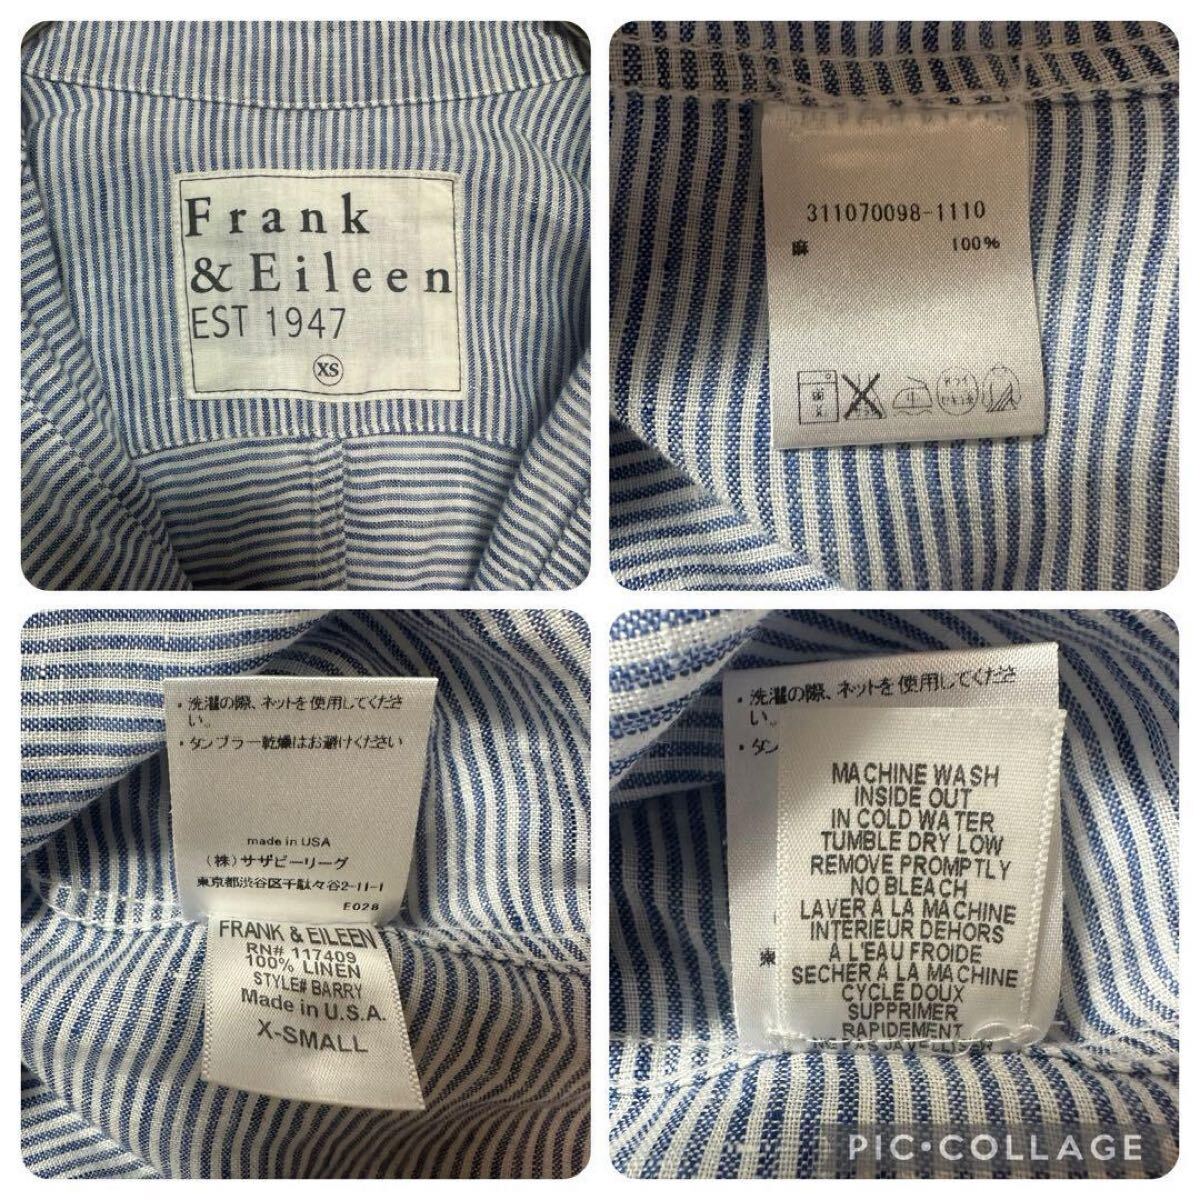 Frank
& Eileen
EST 1947
XS
311070098-1110
麻 100%
・洗濯の際、ネットを使用してくださ
い。
・タンブラー乾燥はお避けください
made in USA
(株)サザビーリーグ
東京都渋谷区千駄々谷2-11-1
E028
FRANK & EILEEN
RN# 117409
100% LINEN
STYLE# BARRY
Made in U.S.A.
X-SMALL
・洗濯の際、ネットを使用してくださ
い。
・タン
東
MACHINE WASH
INSIDE OUT
IN COLD WATER
TUMBLE DRY LOW
REMOVE PROMPTLY
NO BLEACH
LAVER A LA MACHINE
INTERIEUR DEHORS
A L'EAU FROIDE
SECHER A LA MACHINE
CYCLE DOUX
SUPPRIMER
RAPIDEMENT
PIC•COLLAGE